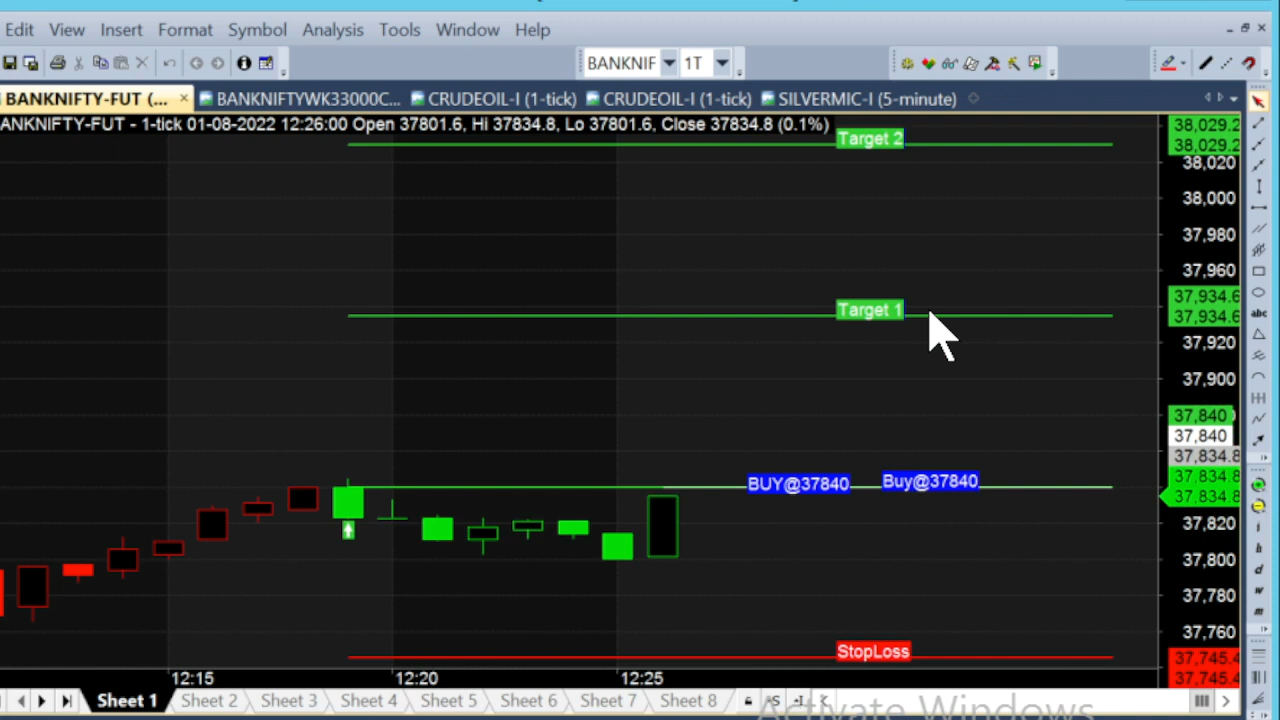 Edit View Insert Format Symbol Analysis Tools Window Help
BANKNIF 1T
BANKNIFTY-FUT (... BANKNIFTYWK33000C... CRUDEOIL-I (1-tick) CRUDEOIL-I (1-tick) SILVERMIC-I (5-minute)
ANKNIFTY-FUT - 1-tick 01-08-2022 12:26:00 Open 37801.6, Hi 37834.8, Lo 37801.6, Close 37834.8 (0.1%)
38,029.2
Target 2
38,029.2
38,020
38,000
37,980
37,960
37,934.6
Target 1
37,934.6
abc
37,920
37,900
37,840
37,840
37,834.8
BUY@37840 Buy@37840
37,834.8
37,834.8
37,820
i
h
37,800
d
37,780
w
m
37,760
StopLoss
37,745.4
37,745.4
12:15 12:20 12:25
Sheet 1 Sheet 2 Sheet 3 Sheet 4 Sheet 5 Sheet 6 Sheet 7 Sheet 8
Activate Windows